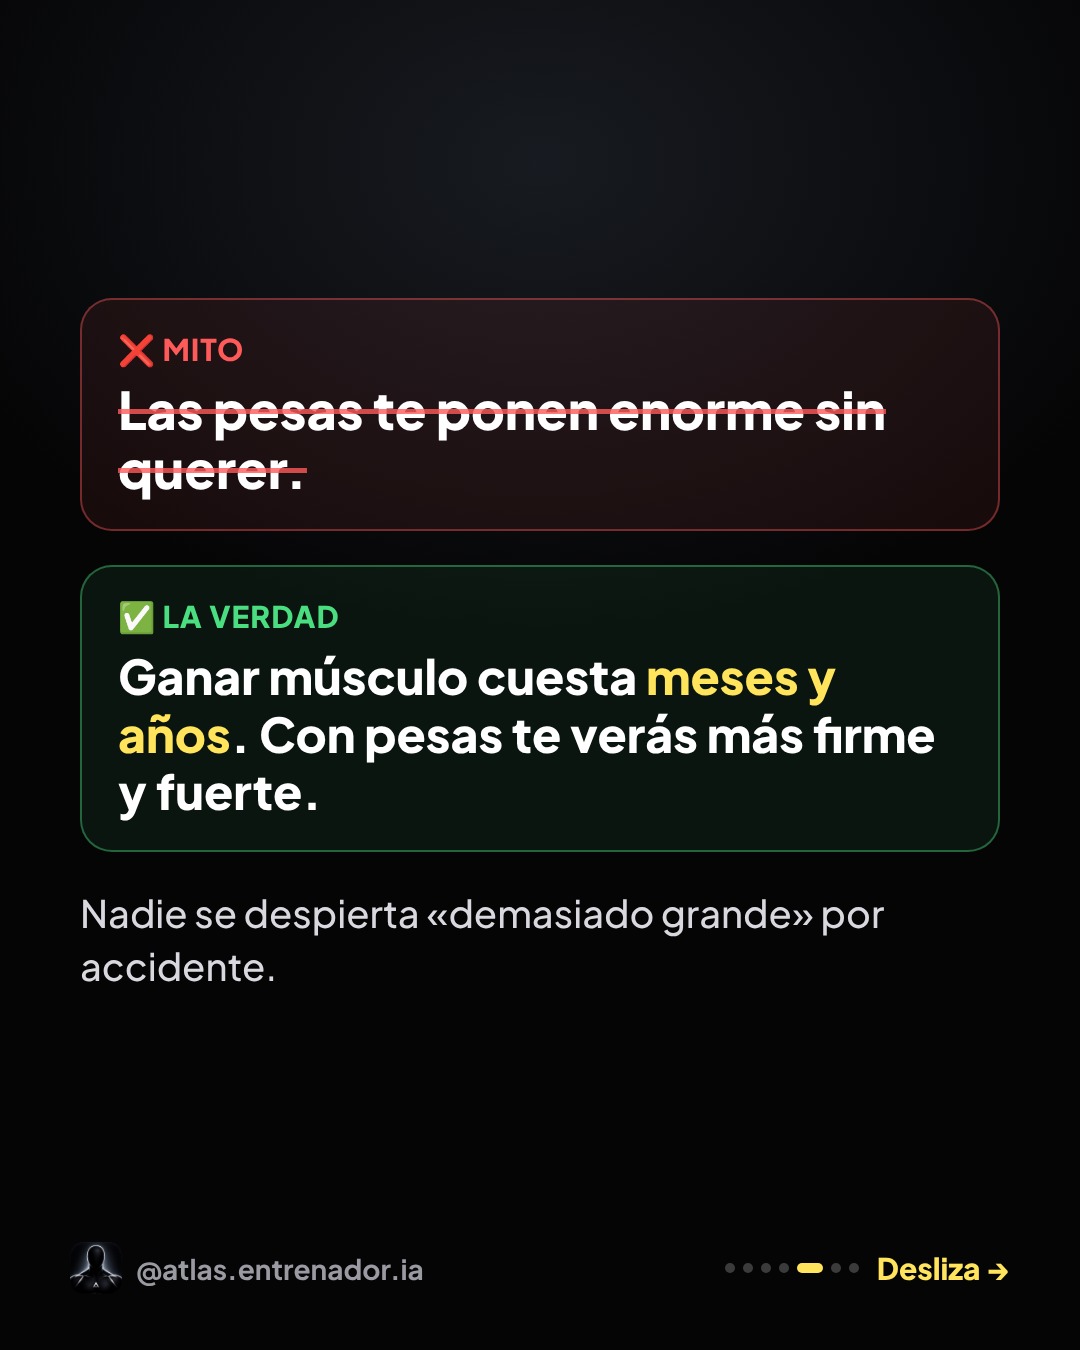 ❌ MITO
Las pesas te ponen enorme sin
querer.
✅ LA VERDAD
Ganar músculo cuesta meses y
años. Con pesas te verás más firme
y fuerte.
Nadie se despierta «demasiado grande» por
accidente.
@atlas.entrenador.ia
Desliza →